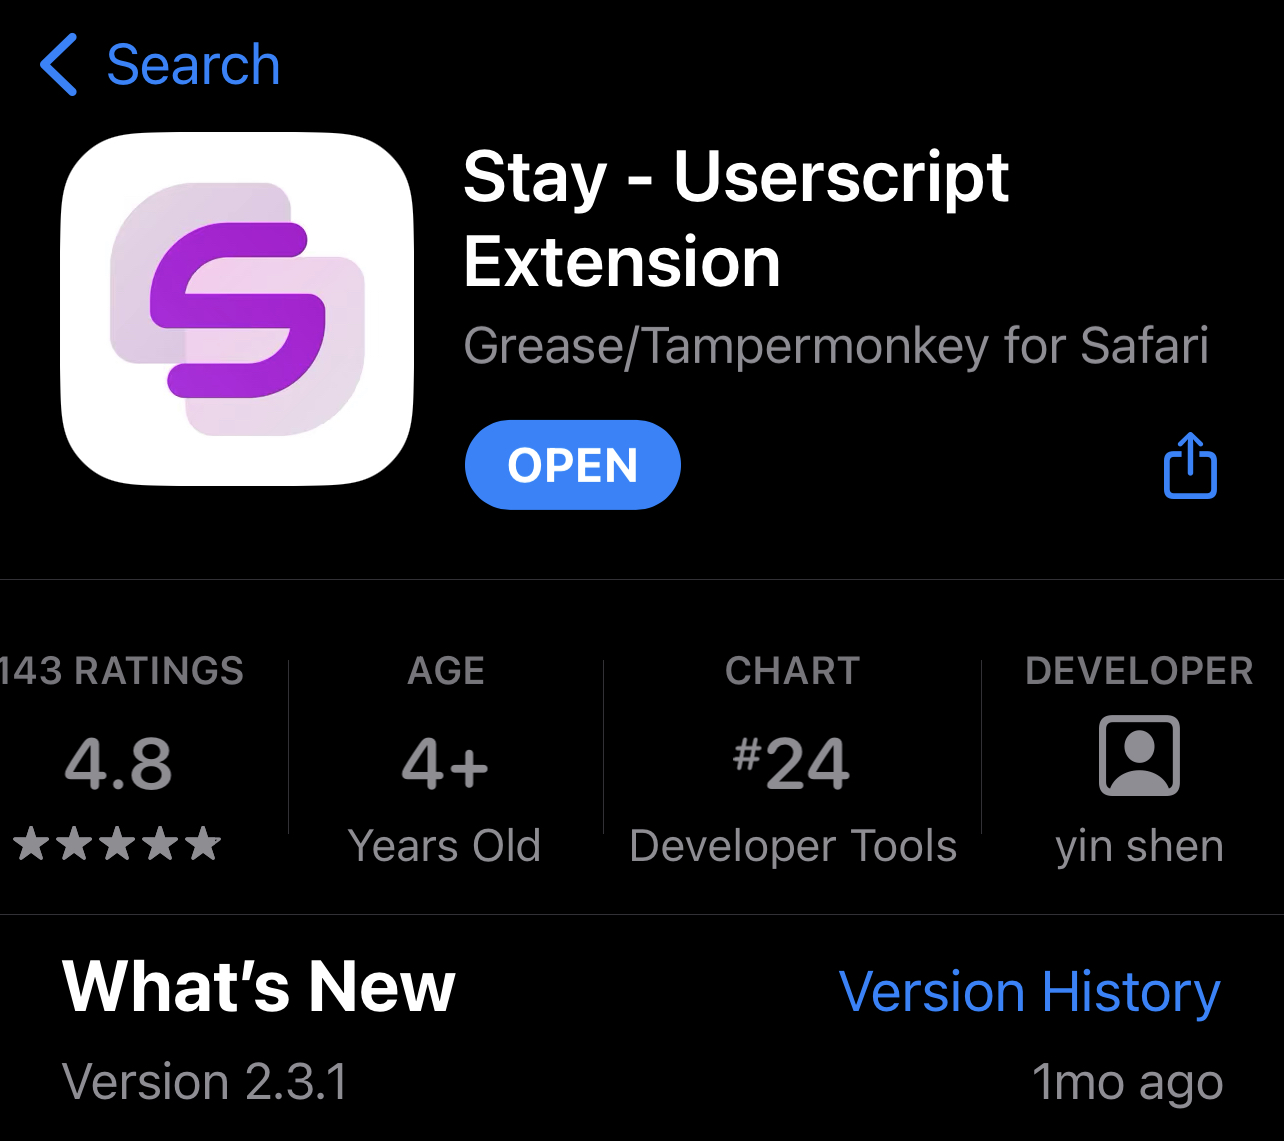 Search
Stay - Userscript
Extension
Grease/Tampermonkey for Safari
OPEN
143 RATINGS
4.8
★★★★★
AGE
4+
Years Old
CHART
#24
Developer Tools
DEVELOPER
yin shen
What’s New
Version History
Version 2.3.1
1mo ago